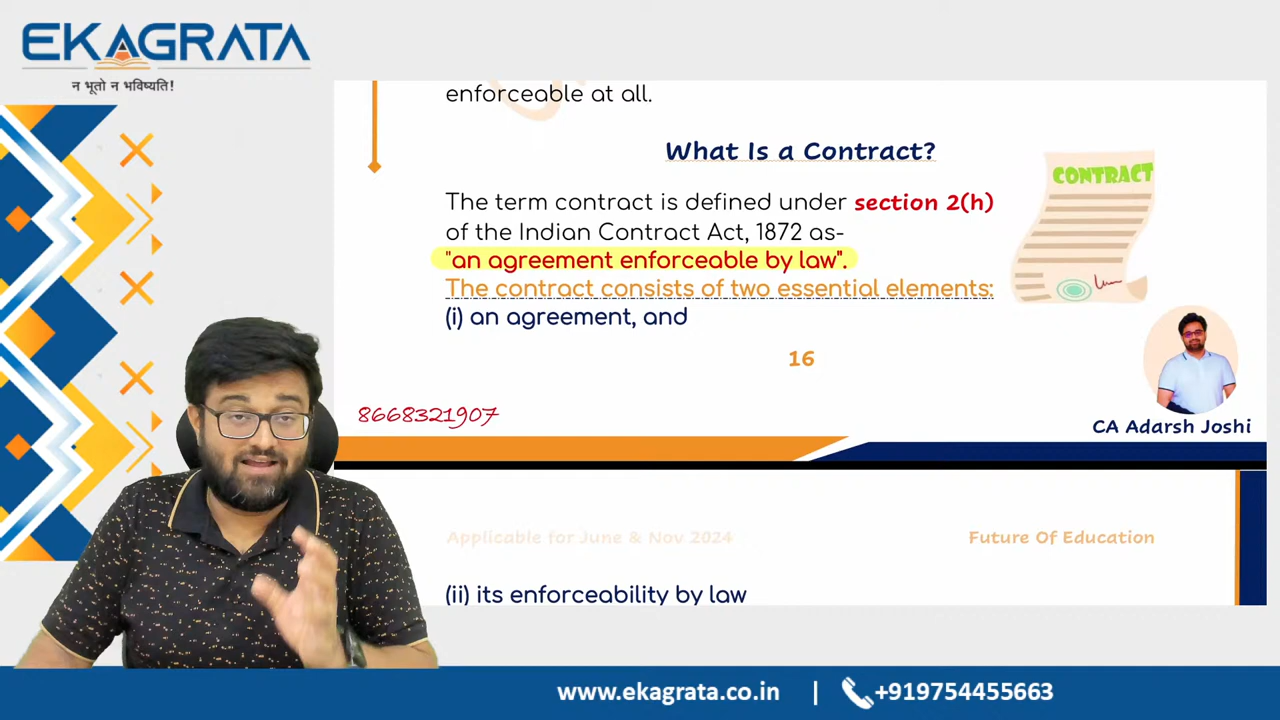 EKAGRATA
न भूतो न भविष्यति!
enforceable at all.
What Is a Contract?
CONTRACT
The term contract is defined under section 2(h)
of the Indian Contract Act, 1872 as-
"an agreement enforceable by law".
The contract consists of two essential elements:
(i) an agreement, and
16
8668321907
CA Adarsh Joshi
Applicable for June & Nov 2024
Future Of Education
(ii) its enforceability by law
www.ekagrata.co.in | +919754455663